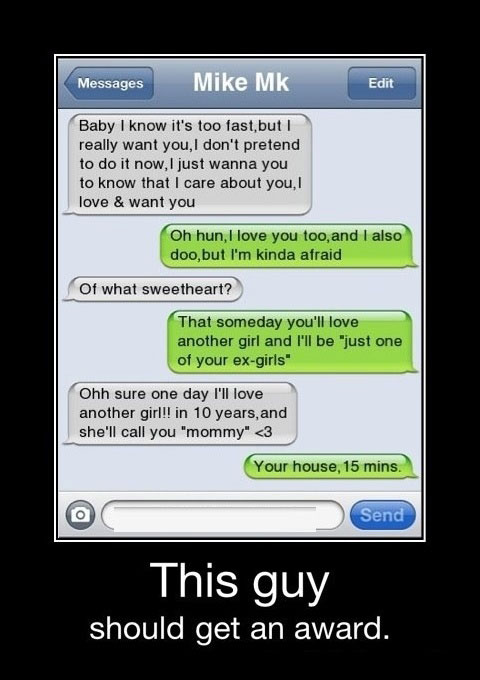 Messages
Mike Mk
Edit
Baby I know it's too fast,but I
really want you,I don't pretend
to do it now,I just wanna you
to know that I care about you,I
love & want you
Oh hun,I love you too,and I also
doo,but I'm kinda afraid
Of what sweetheart?
That someday you'll love
another girl and I'll be "just one
of your ex-girls"
Ohh sure one day I'll love
another girl!! in 10 years,and
she'll call you "mommy" <3
Your house,15 mins.
Send
This guy
should get an award.